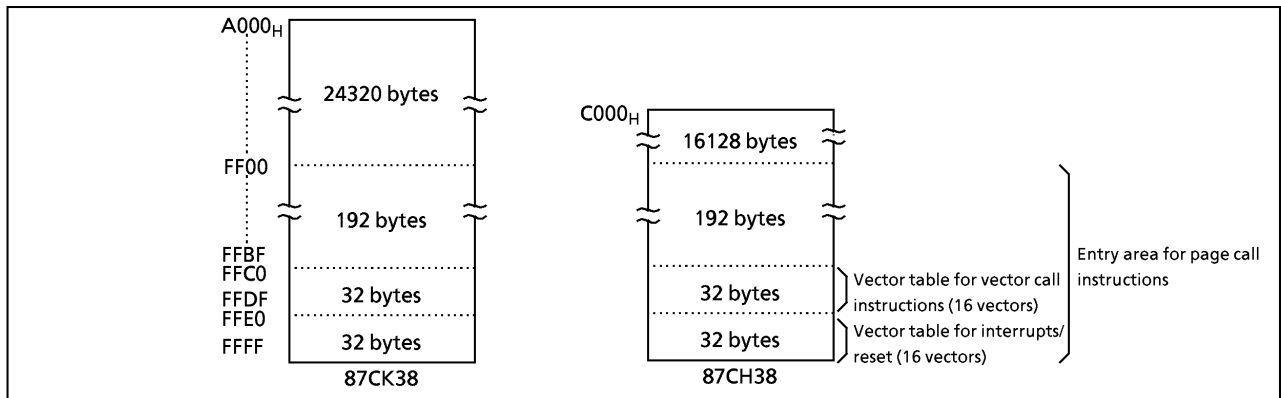 A000H
24320 bytes
FF00
192 bytes
FFBF
FFC0
32 bytes
FFDF
FFE0
32 bytes
FFFF
87CK38
C000H
16128 bytes
192 bytes
32 bytes
32 bytes
87CH38
Vector table for vector call
instructions (16 vectors)
Vector table for interrupts/
reset (16 vectors)
Entry area for page call
instructions